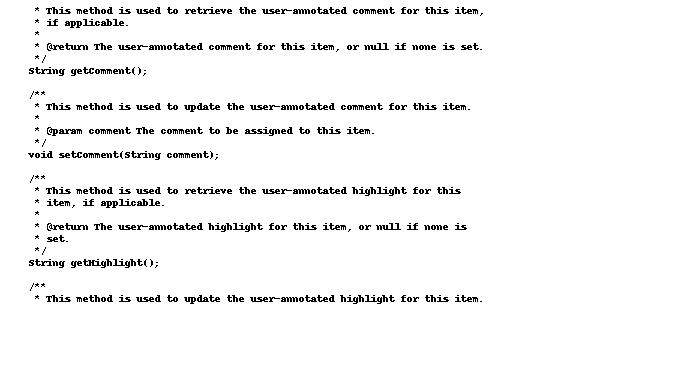 * This method is used to retrieve the user-annotated comment for this item,
* if applicable.
*
* @return The user-annotated comment for this item, or null if none is set.
*/
String getComment();
/**
* This method is used to update the user-annotated comment for this item.
*
* @param comment The comment to be assigned to this item.
*/
void setComment(String comment);
/**
* This method is used to retrieve the user-annotated highlight for this
* item, if applicable.
*
* @return The user-annotated highlight for this item, or null if none is
* set.
*/
String getHighlight();
/**
* This method is used to update the user-annotated highlight for this item.